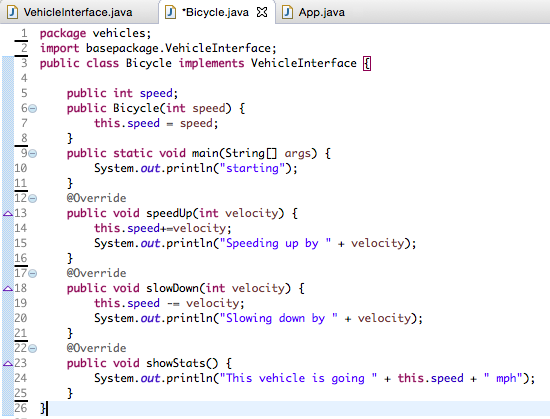 VehicleInterface.java *Bicycle.java App.java
1 package vehicles;
2 import basepackage.VehicleInterface;
3 public class Bicycle implements VehicleInterface {
4
5 public int speed;
6 public Bicycle(int speed) {
7 this.speed = speed;
8 }
9 public static void main(String[] args) {
10 System.out.println("starting");
11 }
12 @Override
13 public void speedUp(int velocity) {
14 this.speed+=velocity;
15 System.out.println("Speeding up by " + velocity);
16 }
17 @Override
18 public void slowDown(int velocity) {
19 this.speed -= velocity;
20 System.out.println("Slowing down by " + velocity);
21 }
22 @Override
23 public void showStats() {
24 System.out.println("This vehicle is going " + this.speed + " mph");
25 }
26 }